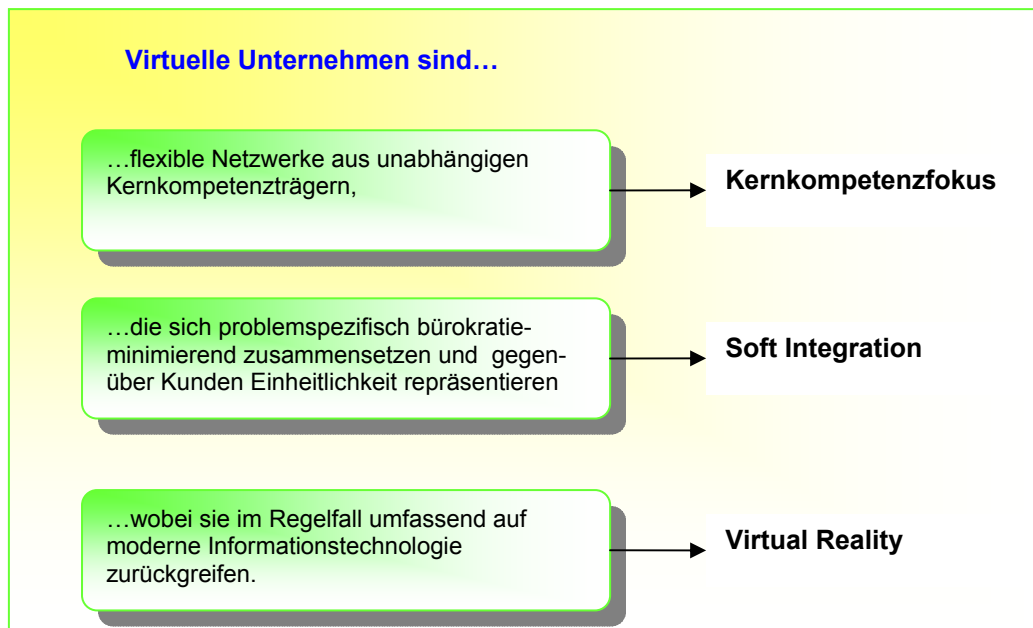 Virtuelle Unternehmen sind…
…flexible Netzwerke aus unabhängigen
Kernkompetenzträgern,
Kernkompetenzfokus
…die sich problemspezifisch bürokratie-
minimierend zusammensetzen und gegen-
über Kunden Einheitlichkeit repräsentieren
Soft Integration
…wobei sie im Regelfall umfassend auf
moderne Informationstechnologie
zurückgreifen.
Virtual Reality